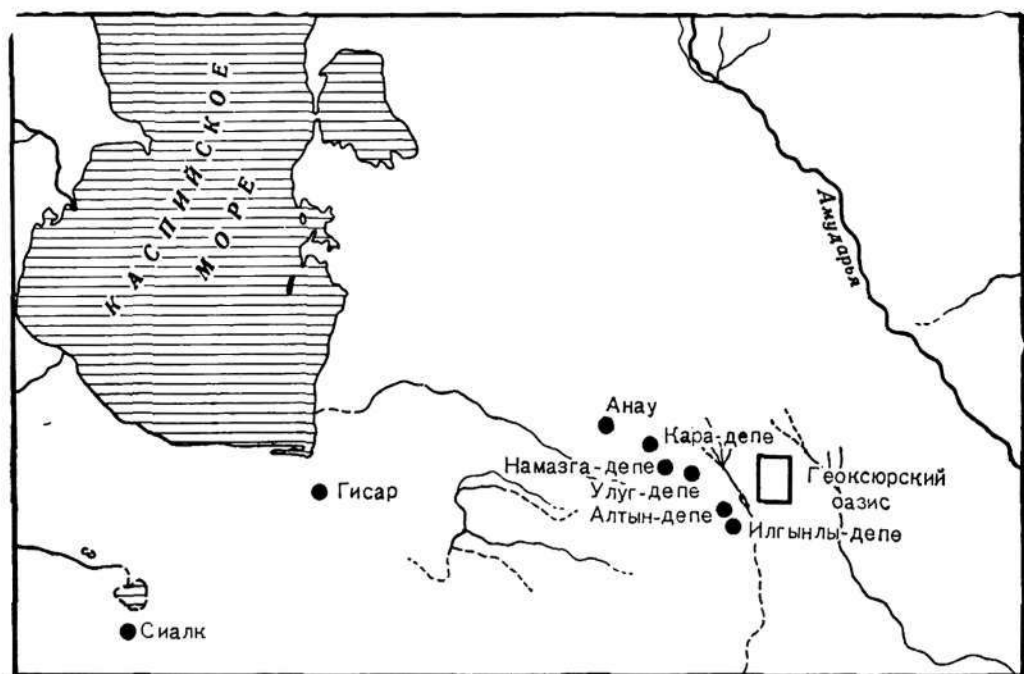 КАСПИЙСКОЕ
МОРЕ
Амударья
Анау
Кара-депе
Намазга-депе
Геоксюрский
оазис
Улуг-депе
Алтын-депе
Илгынлы-депе
Гисар
Сиалк